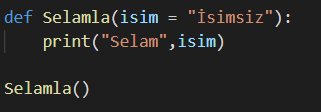 def Selamla(isim = "İsimsiz"):
    print("Selam",isim)
Selamla()